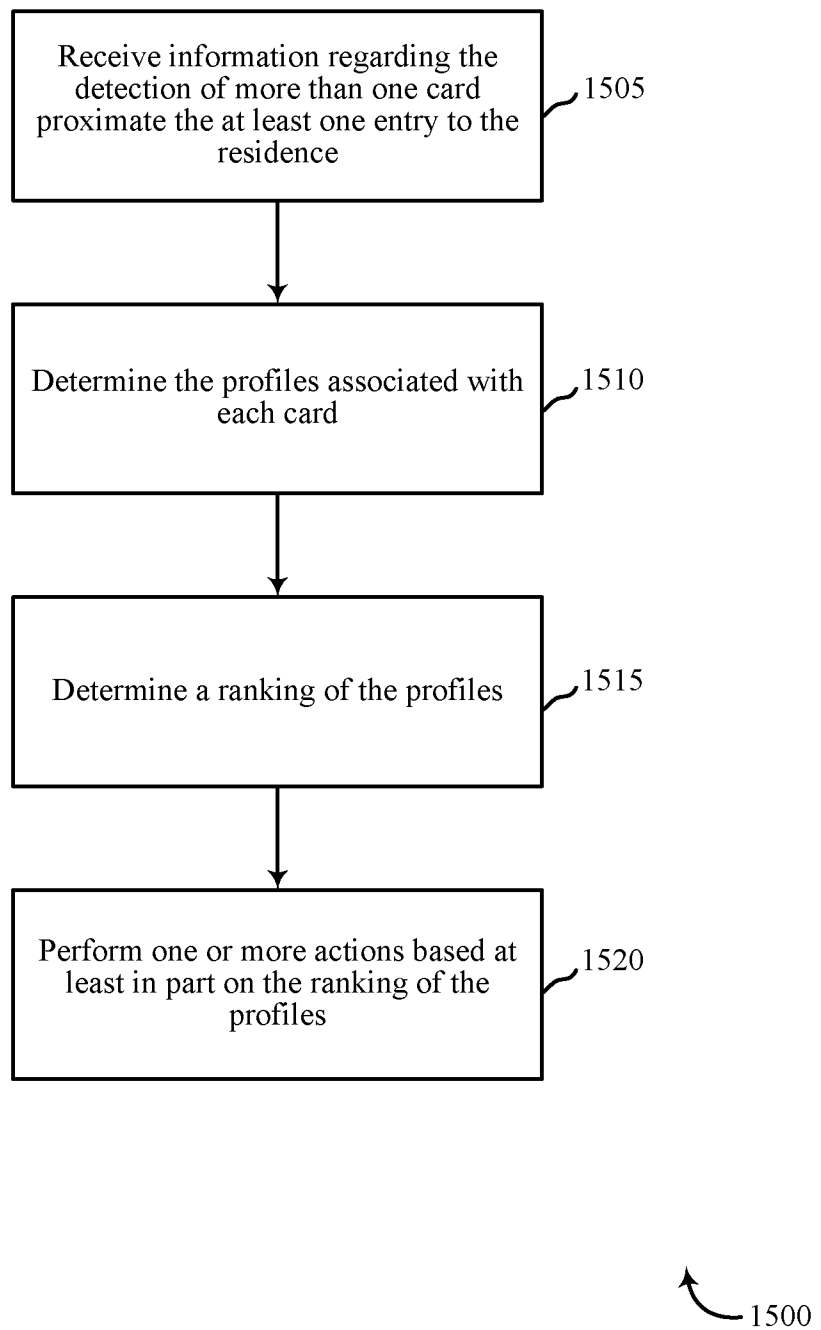 Receive information regarding the
detection of more than one card
proximate the at least one entry to the
residence
1505
Determine the profiles associated with
each card
1510
Determine a ranking of the profiles
1515
Perform one or more actions based at
least in part on the ranking of the
profiles
1520
1500